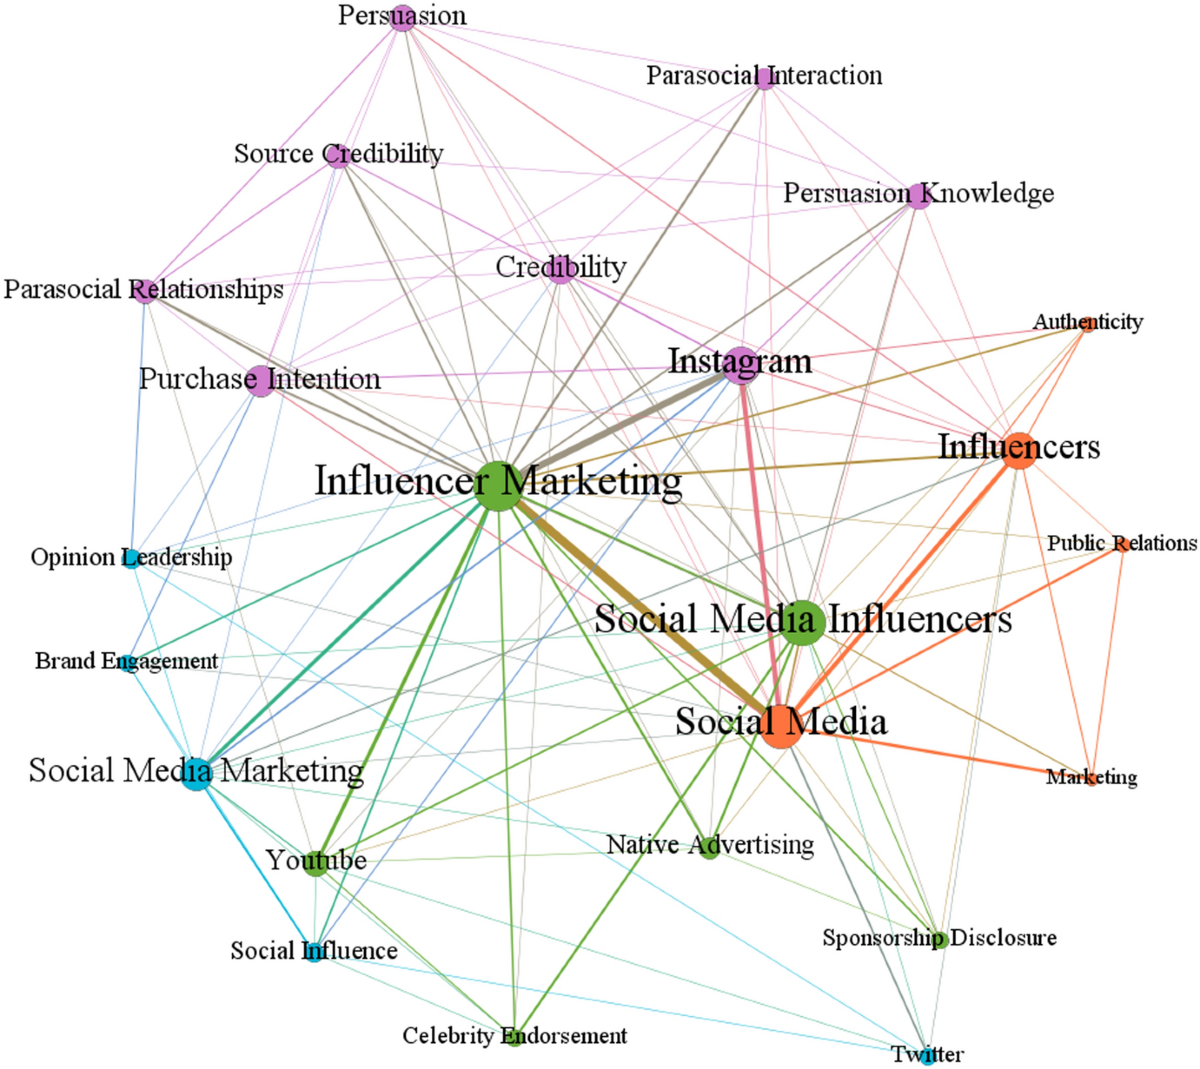 Persuasion
Parasocial Interaction
Source Credibility
Persuasion Knowledge
Credibility
Parasocial Relationships
Authenticity
Instagram
Purchase Intention
Influencers
Influencer Marketing
Public Relations
Opinion Leadership
Social Media Influencers
Brand Engagement
Social Media
Social Media Marketing
Marketing
Native Advertising
Youtube
Sponsorship Disclosure
Social Influence
Celebrity Endorsement
Twitter